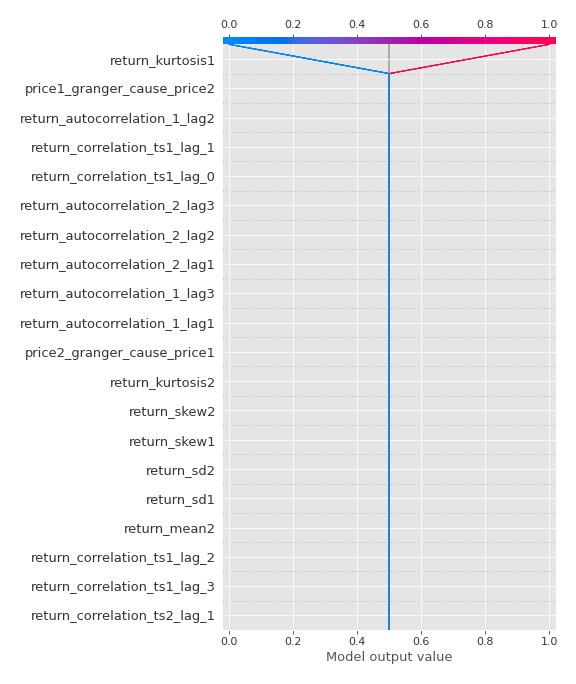 0.0 0.2 0.4 0.6 0.8 1.0
return_kurtosis1
price1_granger_cause_price2
return_autocorrelation_1_lag2
return_correlation_ts1_lag_1
return_correlation_ts1_lag_0
return_autocorrelation_2_lag3
return_autocorrelation_2_lag2
return_autocorrelation_2_lag1
return_autocorrelation_1_lag3
return_autocorrelation_1_lag1
price2_granger_cause_price1
return_kurtosis2
return_skew2
return_skew1
return_sd2
return_sd1
return_mean2
return_correlation_ts1_lag_2
return_correlation_ts1_lag_3
return_correlation_ts2_lag_1
0.0 0.2 0.4 0.6 0.8 1.0
Model output value